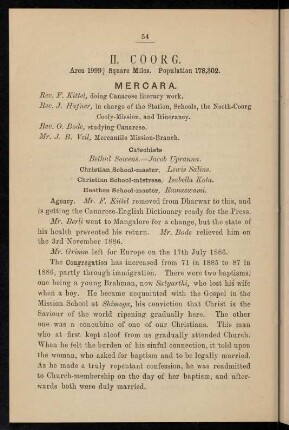 54
II. COORG.
Area 1999½ Square Miles. Population 178,302.
MERCARA.
Rev. F. Kittel, doing Canarese literary work.
Rev. J. Hafner, in charge of the Station, Schools, the North-Coorg
Cooly-Mission, and Itinerancy.
Rev. G. Bode, studying Canarese.
Mr. J. B. Veil, Mercantile Mission-Branch.
Catechists
Bethul Sowens.—Jacob Ugranna.
Christian School-master, Lewis Salins.
Christian School-mistress, Isabella Kala.
Heathen School-master, Rameswami.
Agency. Mr. F. Kittel removed from Dharwar to this, and
is getting the Canarese-English Dictionary ready for the Press.
Mr. Berli went to Mangalore for a change, but the state of
his health prevented his return. Mr. Bode relieved him on
the 3rd November 1886.
Mr. Grimm left for Europe on the 17th July 1886.
The Congregation has increased from 71 in 1885 to 87 in
1886, partly through immigration. There were two baptisms,
one being a young Brahman, now Satyarthi, who lost his wife
when a boy. He became acquainted with the Gospel in the
Mission School at Shimoga, his conviction that Christ is the
Saviour of the world ripening gradually here. The other
one was a concubine of one of our Christians. This man
who at first kept aloof from us gradually attended Church.
When he felt the burden of his sinful connection, it told upon
the woman, who asked for baptism and to be legally married.
As he made a truly repentant confession, he was readmitted
to Church-membership on the day of her baptism, and after-
wards both were duly married.